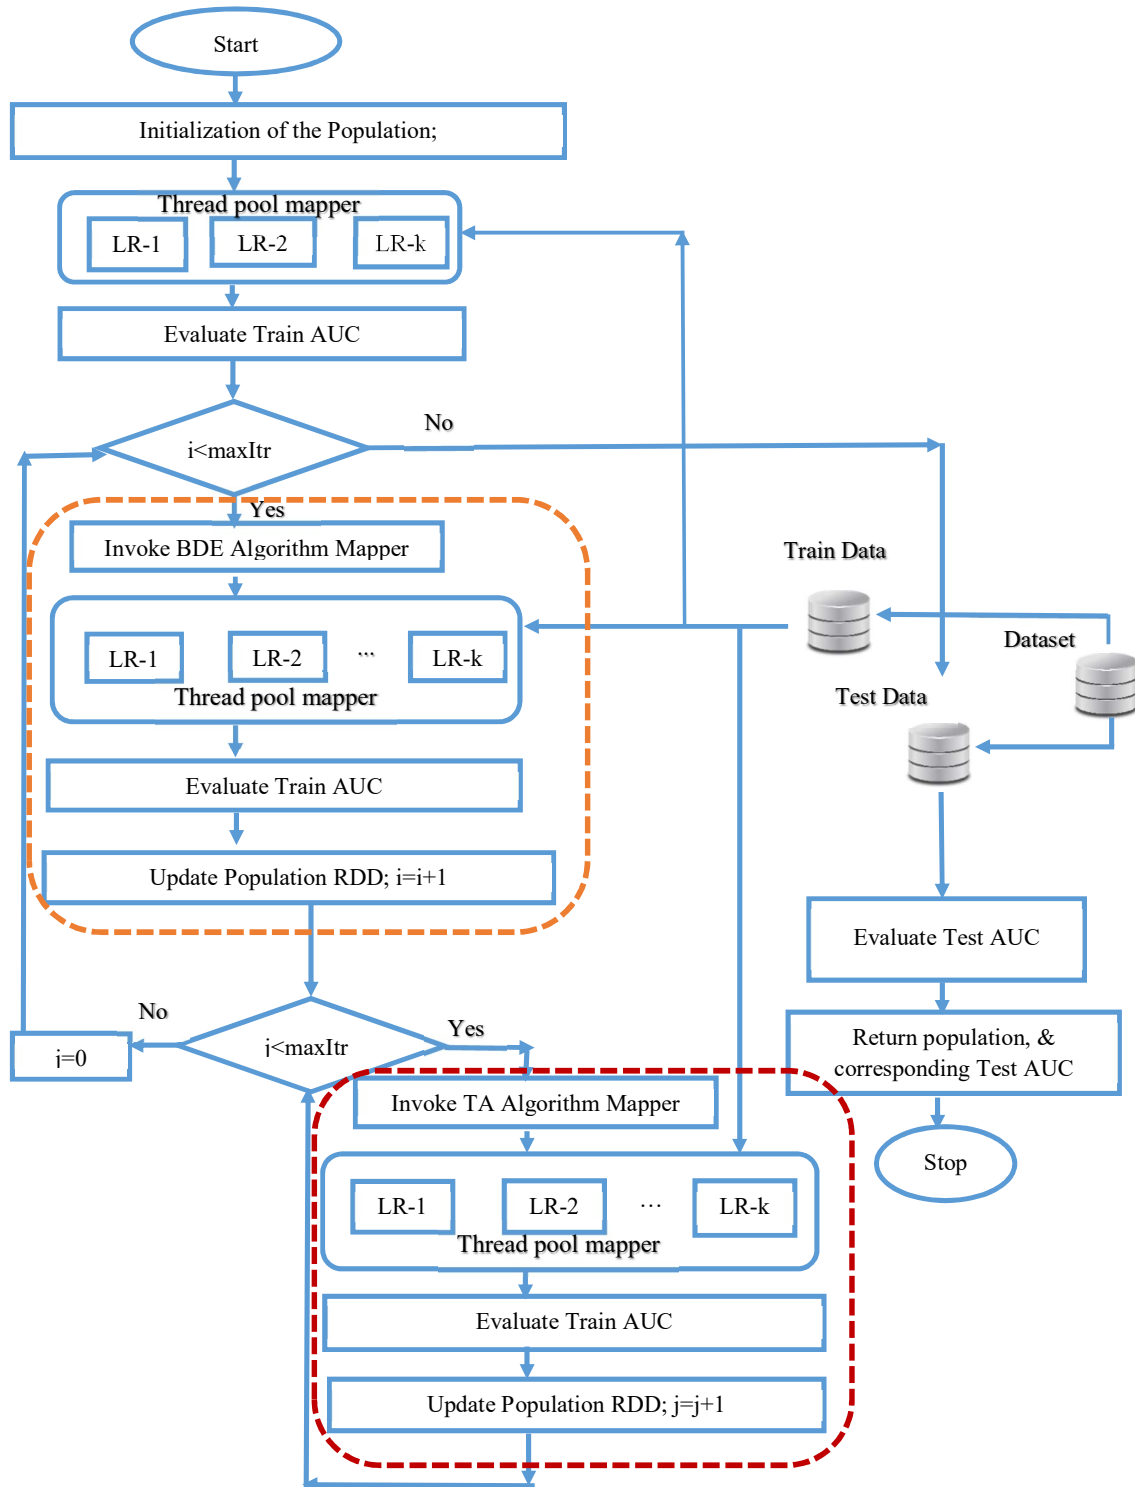 Start
Initialization of the Population;
Thread pool mapper
LR-1
LR-2
LR-k
Evaluate Train AUC
i<maxItr
No
Yes
Invoke BDE Algorithm Mapper
LR-1
LR-2
...
LR-k
Thread pool mapper
Evaluate Train AUC
Update Population RDD; i=i+1
Train Data
Dataset
Test Data
Evaluate Test AUC
Return population, &
corresponding Test AUC
Stop
j<maxItr
No
Yes
j=0
Invoke TA Algorithm Mapper
LR-1
LR-2
...
LR-k
Thread pool mapper
Evaluate Train AUC
Update Population RDD; j=j+1